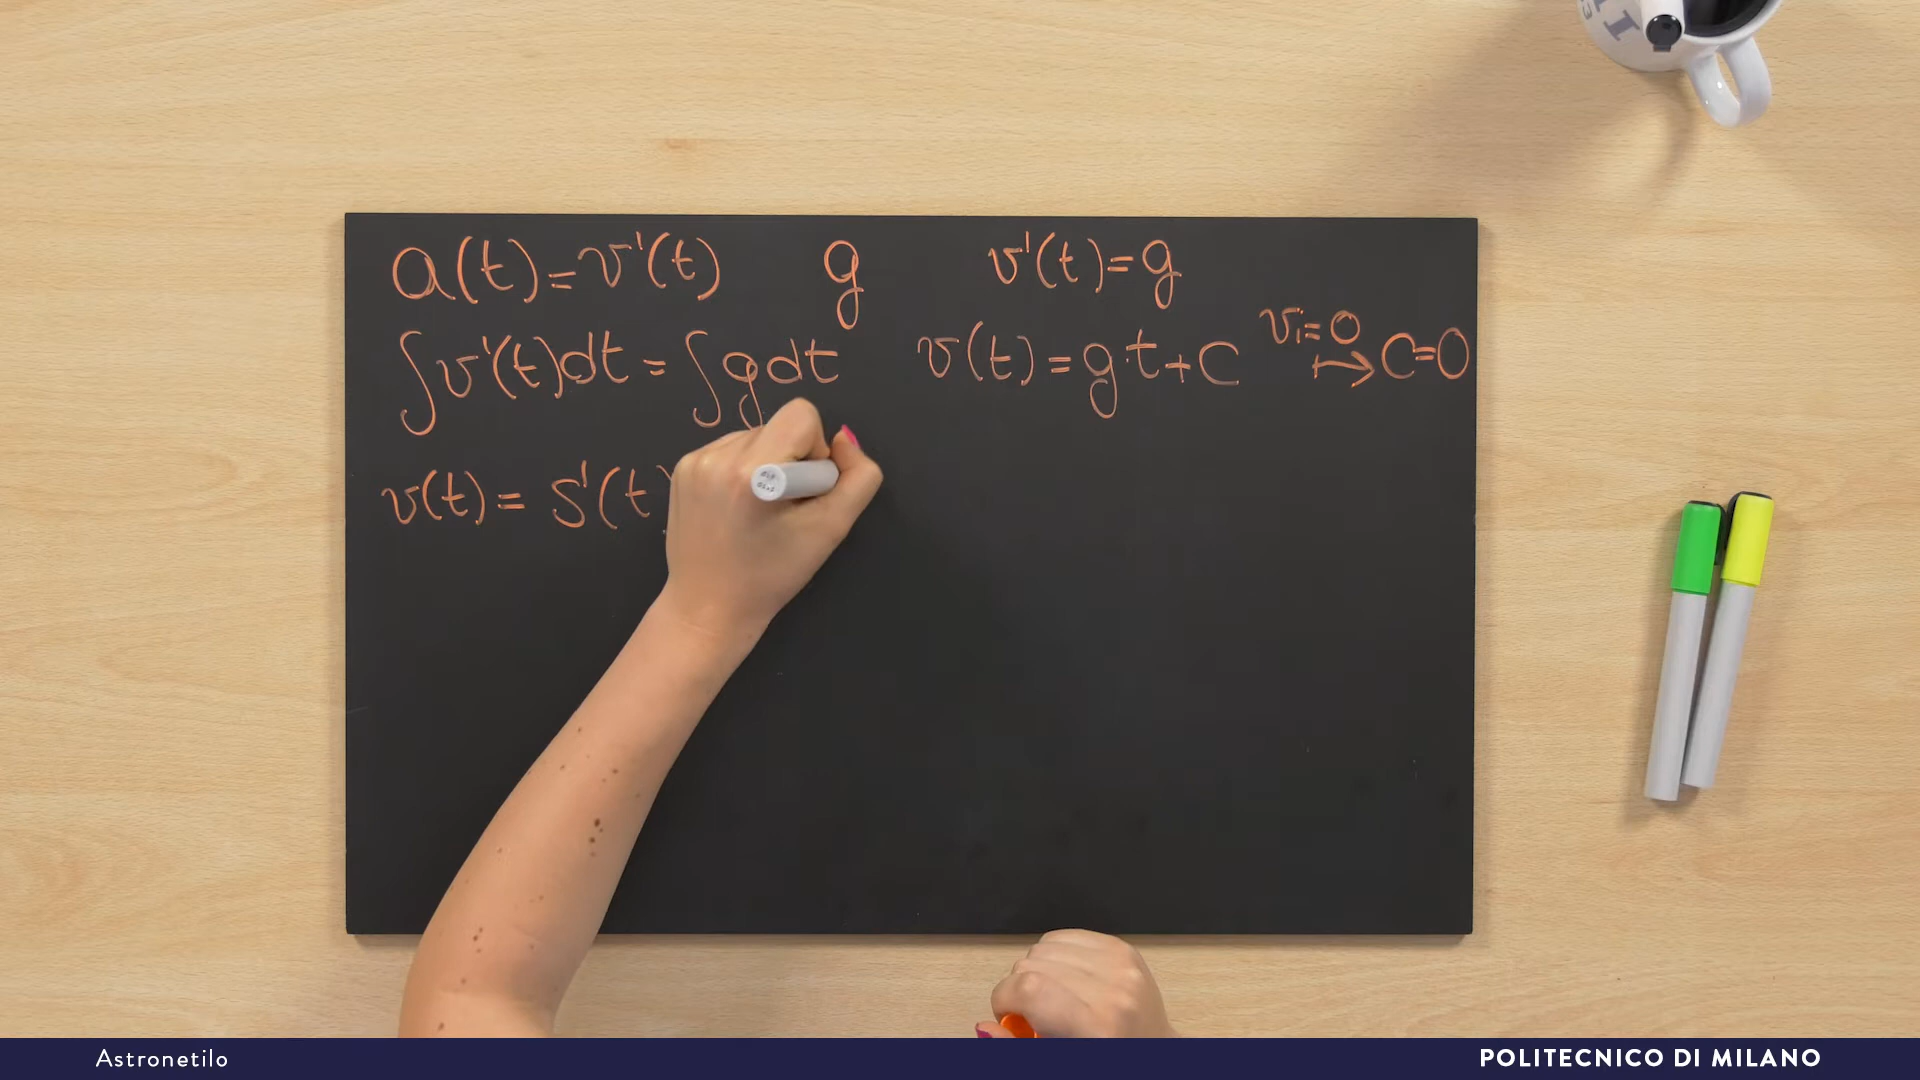 a(t)=v'(t) g v'(t)=g
∫v'(t)dt=∫gdt v(t)=g·t+c vi=0 ↦ c=0
v(t)=s'(t)
Astronetilo POLITECNICO DI MILANO